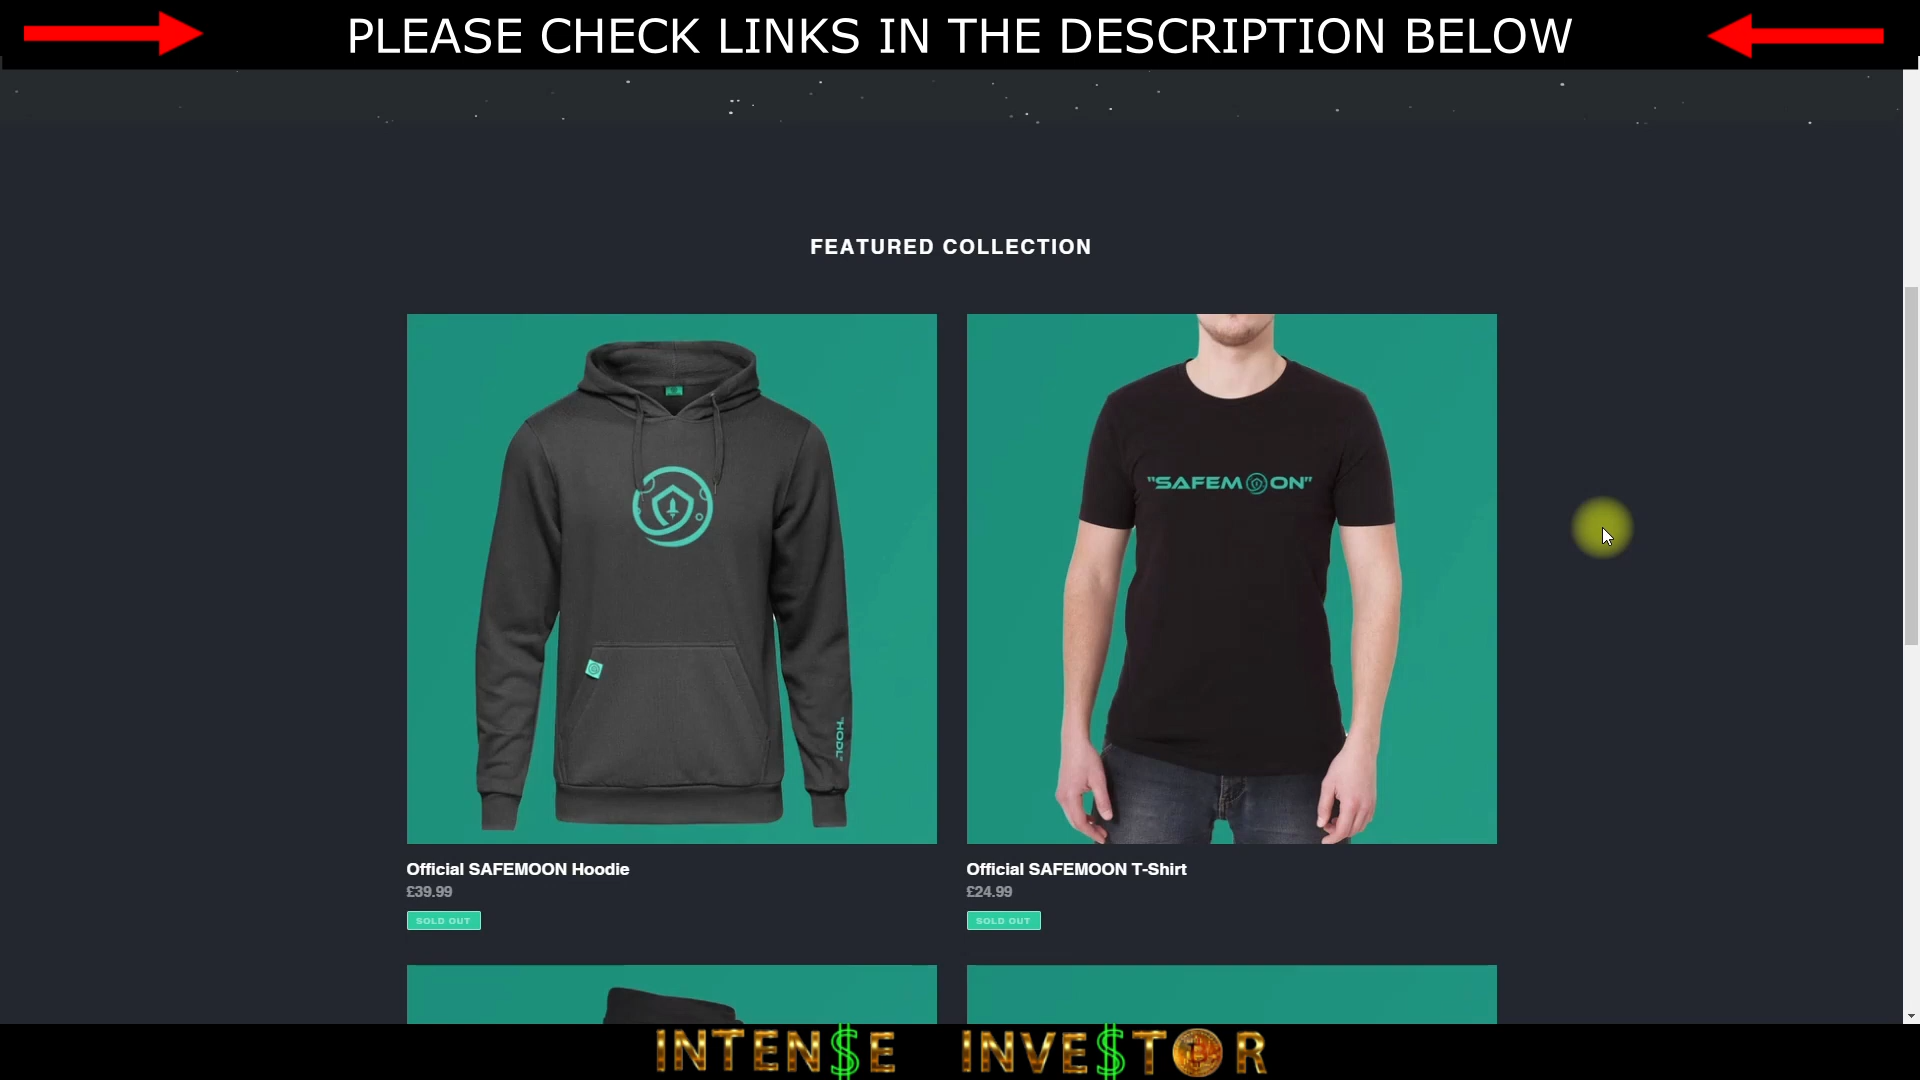 PLEASE CHECK LINKS IN THE DESCRIPTION BELOW
FEATURED COLLECTION
"SAFEMOON"
"HODL"
Official SAFEMOON Hoodie
£39.99
SOLD OUT
Official SAFEMOON T-Shirt
£24.99
SOLD OUT
INTEN$E INVE$TOR